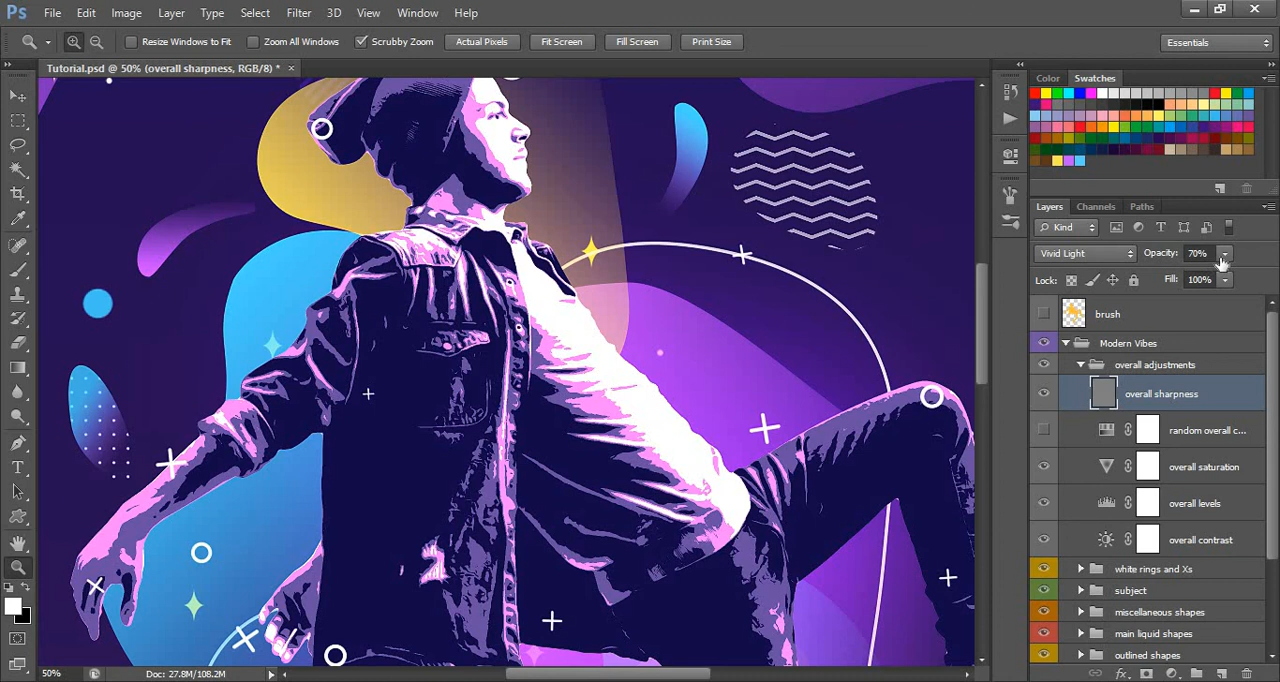 Ps File Edit Image Layer Type Select Filter 3D View Window Help
Resize Windows to Fit Zoom All Windows Scrubby Zoom Actual Pixels Fit Screen Fill Screen Print Size Essentials
Tutorial.psd @ 50% (overall sharpness, RGB/8) * ×
Color Swatches
Layers Channels Paths
Kind
Vivid Light Opacity: 70%
Lock: Fill: 100%
brush
Modern Vibes
overall adjustments
overall sharpness
random overall c...
overall saturation
overall levels
overall contrast
white rings and Xs
subject
miscellaneous shapes
main liquid shapes
outlined shapes
50% Doc: 27.8M/108.2M